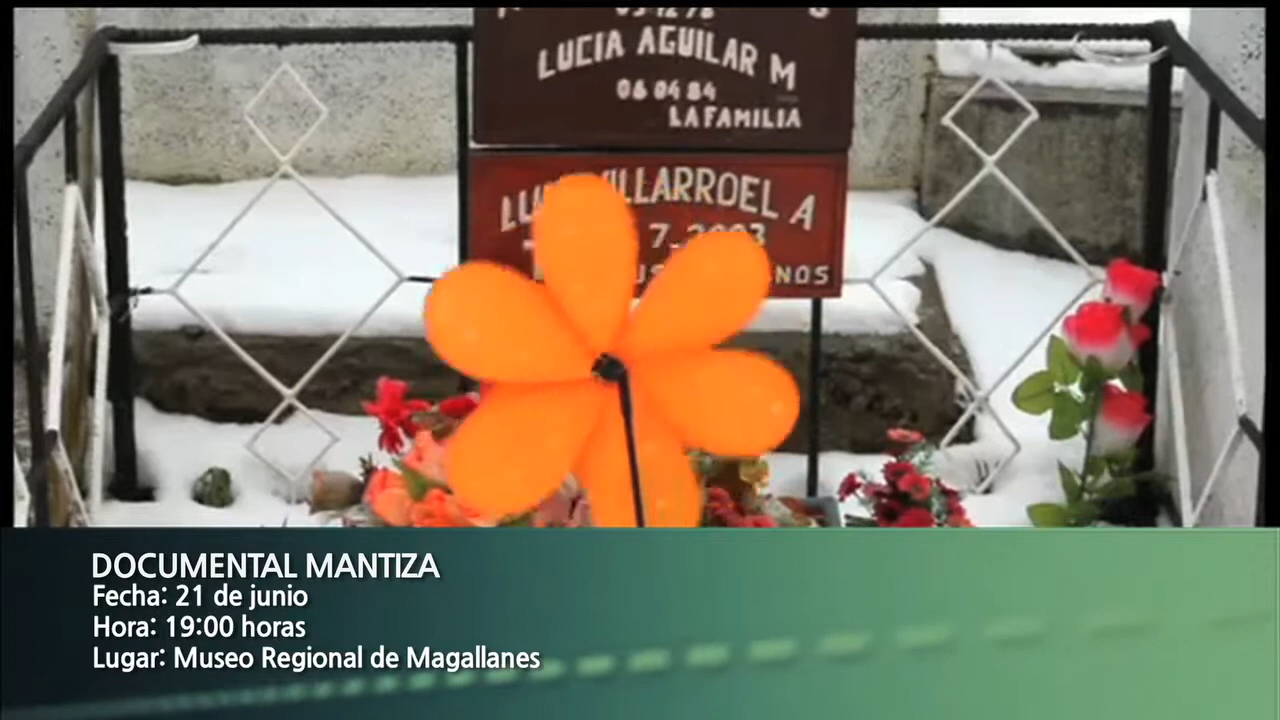 LUCIA AGUILAR M
06 04 84
LA FAMILIA
VILLARROEL A
DOCUMENTAL MANTIZA
Fecha: 21 de junio
Hora: 19:00 horas
Lugar: Museo Regional de Magallanes